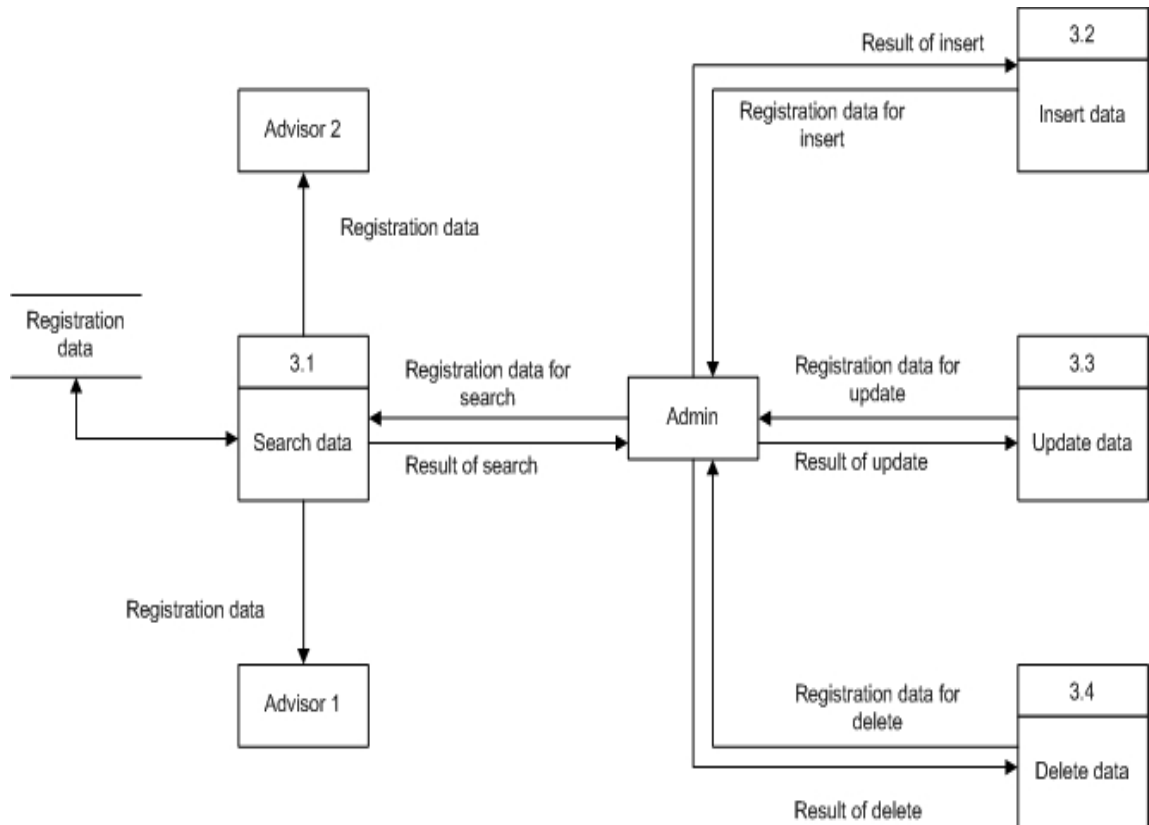 Result of insert
3.2
Registration data for
insert
Insert data
Advisor 2
Registration data
Registration
data
3.1
Search data
Registration data for
search
Result of search
Admin
Registration data for
update
Result of update
3.3
Update data
Registration data
Advisor 1
Registration data for
delete
Result of delete
3.4
Delete data